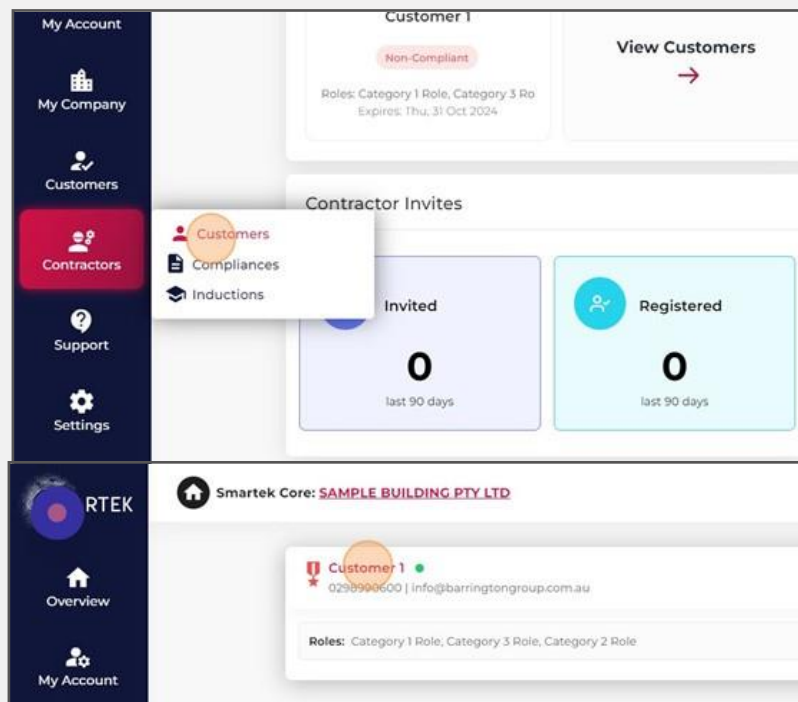 My Account
My Company
Customers
Contractors
Support
Settings
Customer 1
Non-Compliant
Roles: Category 1 Role, Category 3 Ro
Expires: Thu, 31 Oct 2024
View Customers
Contractor Invites
Customers
Compliances
Inductions
Invited
0
last 90 days
Registered
0
last 90 days
RTEK
Overview
My Account
Smartek Core: SAMPLE BUILDING PTY LTD
Customer 1
0298990600 | info@barringtongroup.com.au
Roles: Category 1 Role, Category 3 Role, Category 2 Role